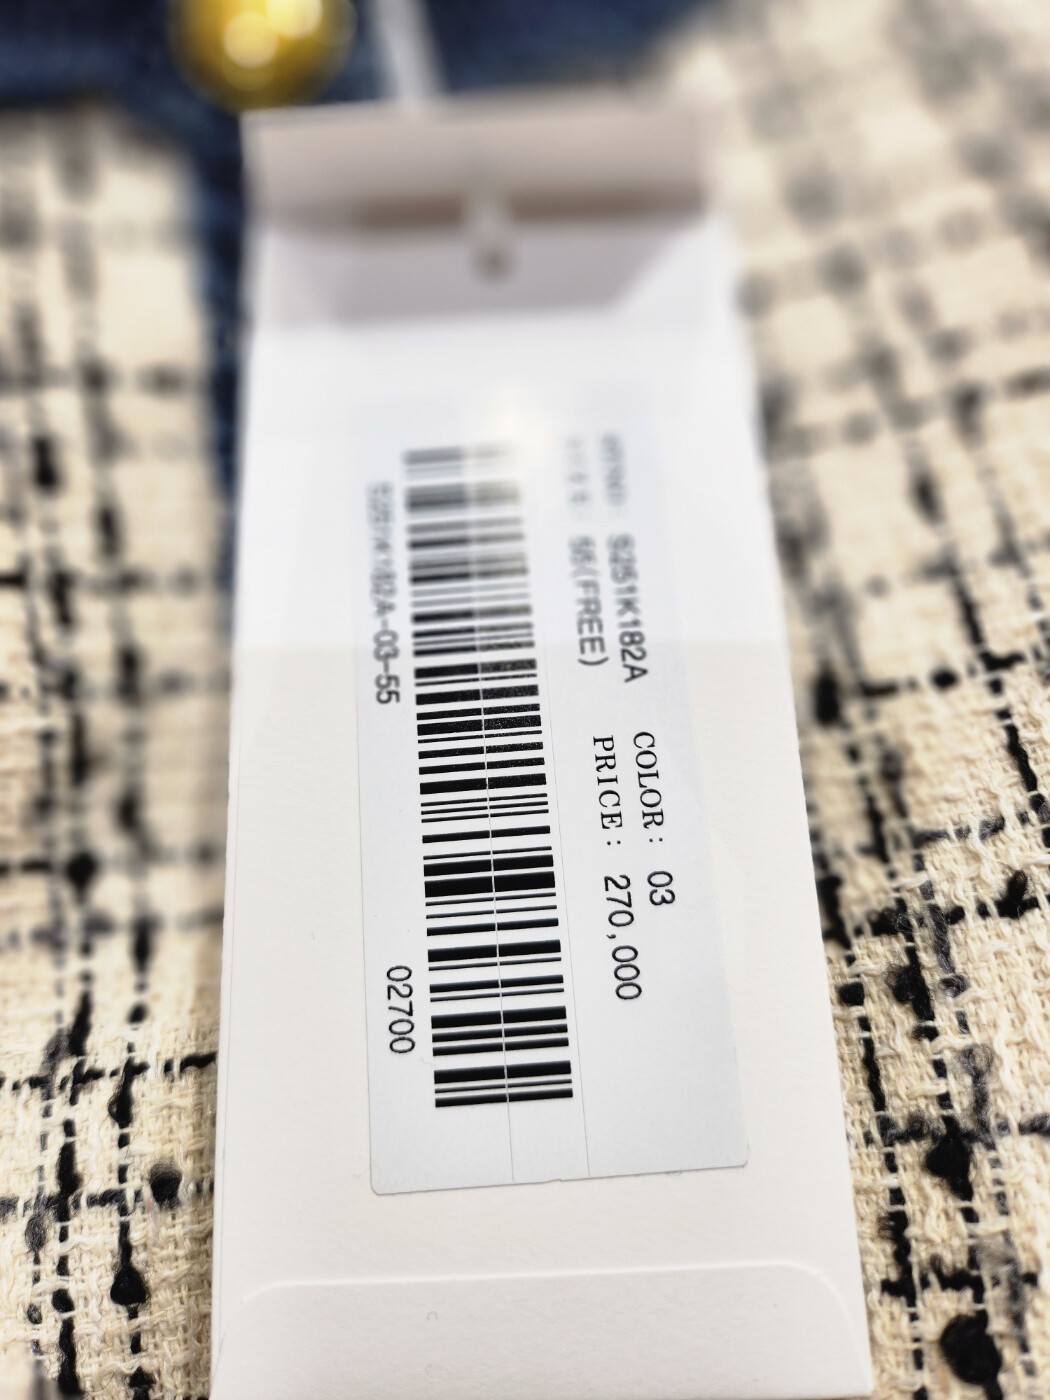 S251K182A COLOR: 03
55(FREE) PRICE: 270,000
S251K182A-03-55 02700